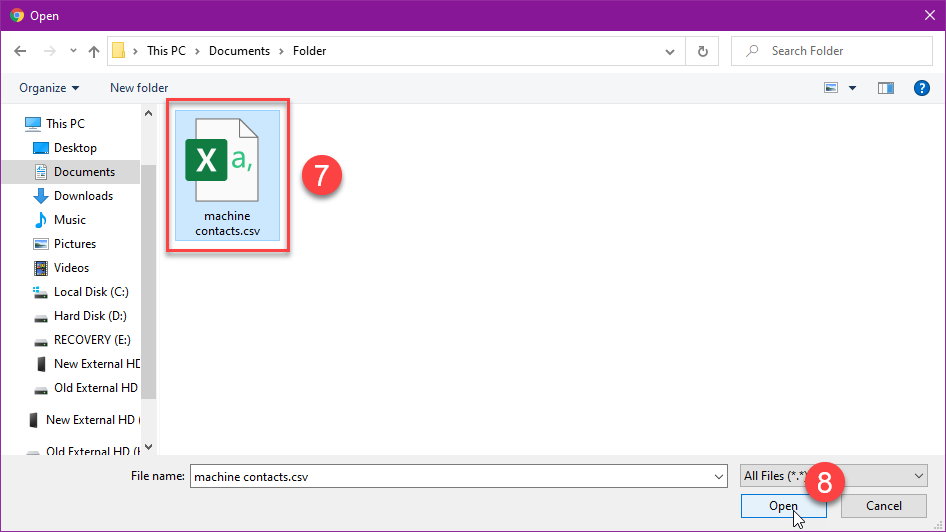 Open
This PC
Documents
Folder
Search Folder
Organize
New folder
?
This PC
Desktop
Documents
Downloads
Music
Pictures
Videos
Local Disk (C:)
Hard Disk (D:)
RECOVERY (E:)
New External HD
Old External HD
New External HD (
Old External HD (
X a,
machine
contacts.csv
7
File name: machine contacts.csv
All Files (*.*)
8
Open
Cancel